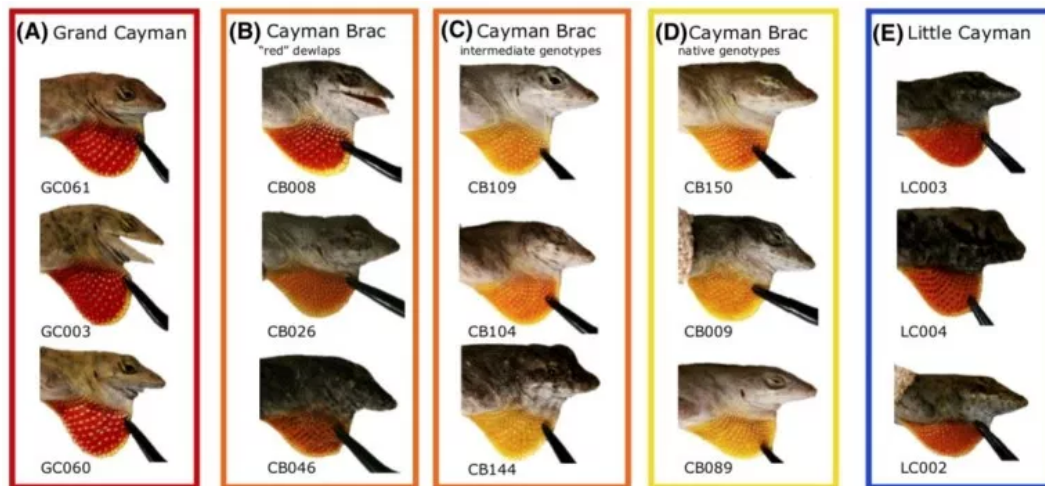 (A) Grand Cayman
GC061
GC003
GC060
(B) Cayman Brac
"red" dewlaps
CB008
CB026
CB046
(C) Cayman Brac
intermediate genotypes
CB109
CB104
CB144
(D) Cayman Brac
native genotypes
CB150
CB009
CB089
(E) Little Cayman
LC003
LC004
LC002